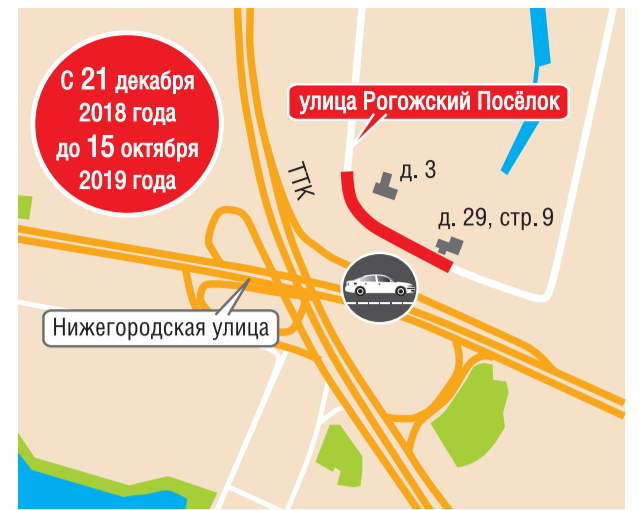 С 21 декабря
2018 года
до 15 октября
2019 года
улица Рогожский Посёлок
ТТК
д. 3
д. 29, стр. 9
Нижегородская улица